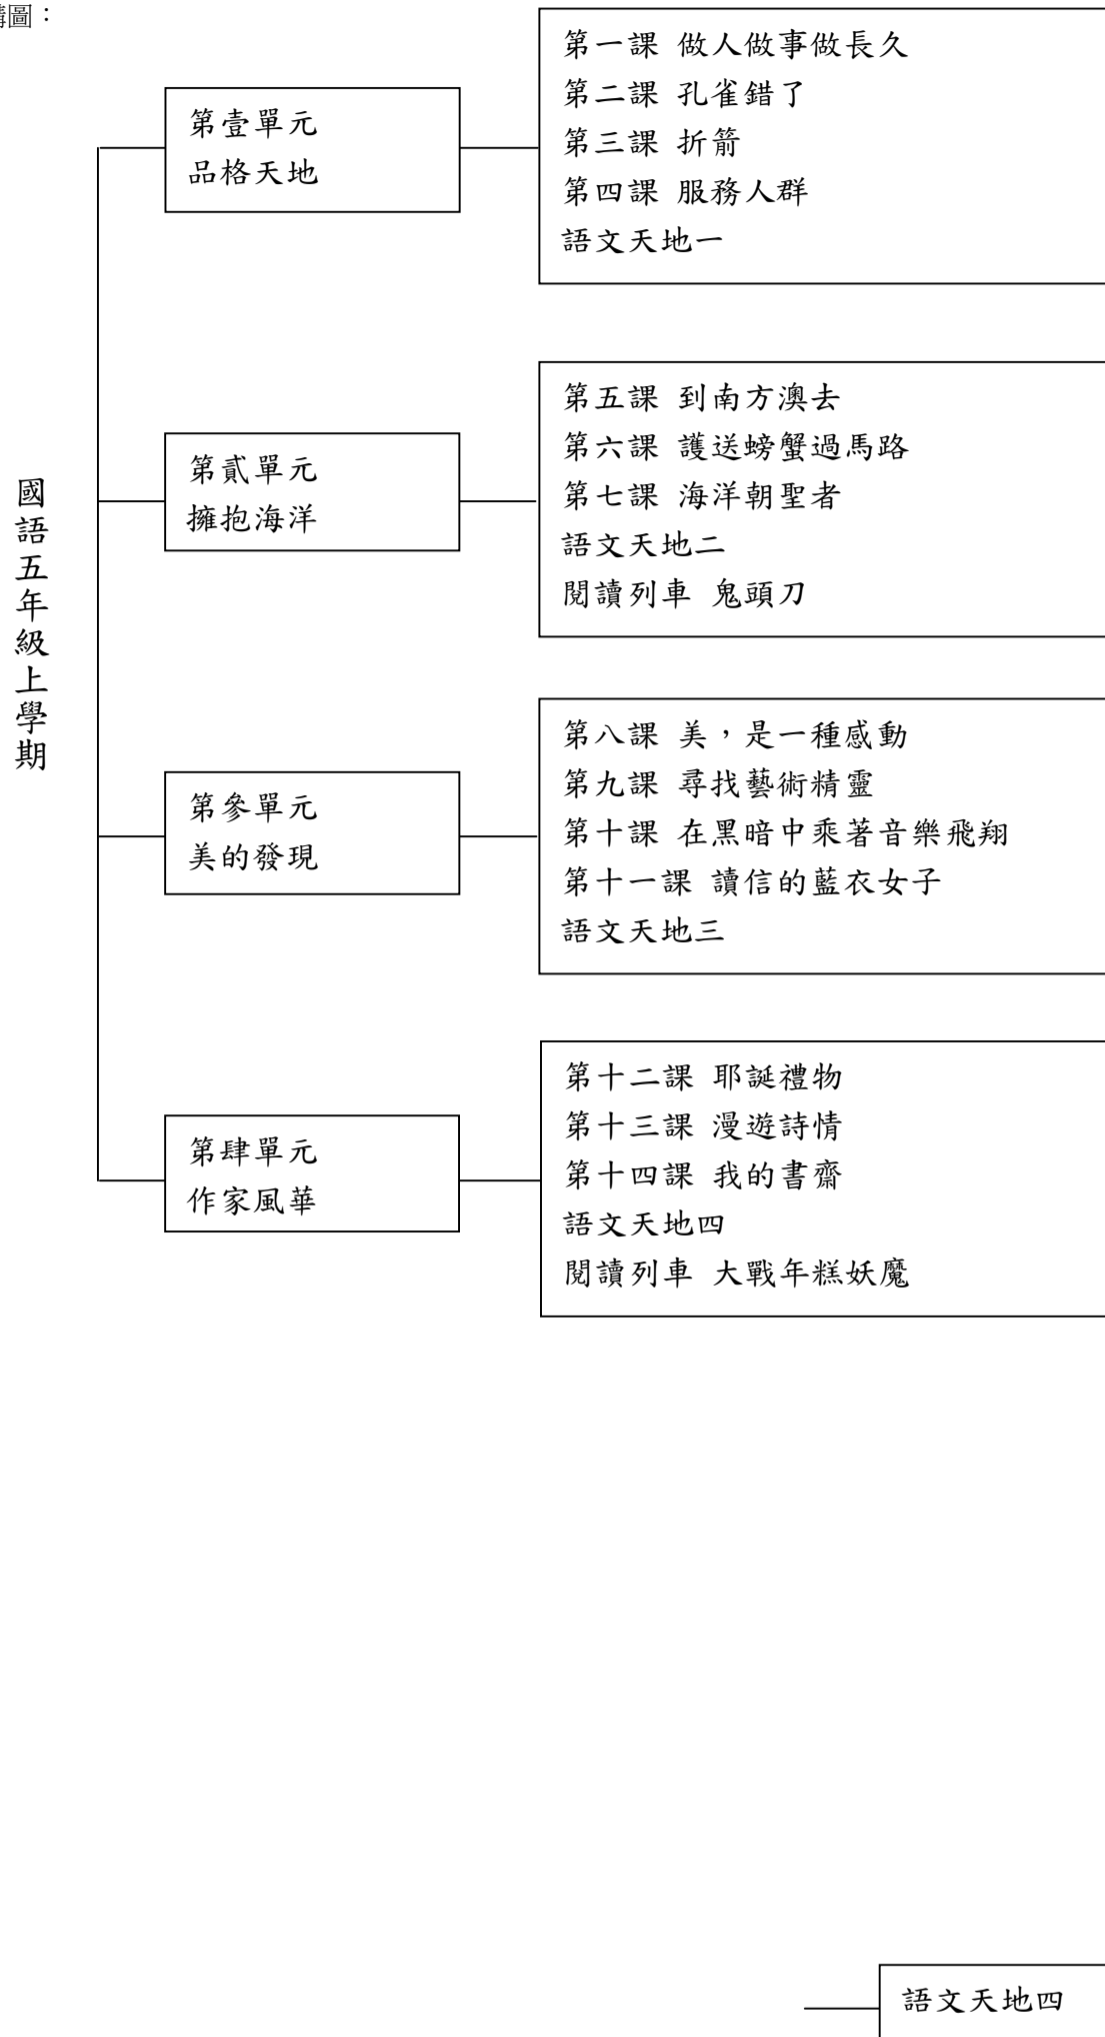 構圖：
國語五年級上學期
第壹單元
品格天地
第一課 做人做事做長久
第二課 孔雀錯了
第三課 折箭
第四課 服務人群
語文天地一
第貳單元
擁抱海洋
第五課 到南方澳去
第六課 護送螃蟹過馬路
第七課 海洋朝聖者
語文天地二
閱讀列車 鬼頭刀
第參單元
美的發現
第八課 美，是一種感動
第九課 尋找藝術精靈
第十課 在黑暗中乘著音樂飛翔
第十一課 讀信的藍衣女子
語文天地三
第肆單元
作家風華
第十二課 耶誕禮物
第十三課 漫遊詩情
第十四課 我的書齋
語文天地四
閱讀列車 大戰年糕妖魔
語文天地四